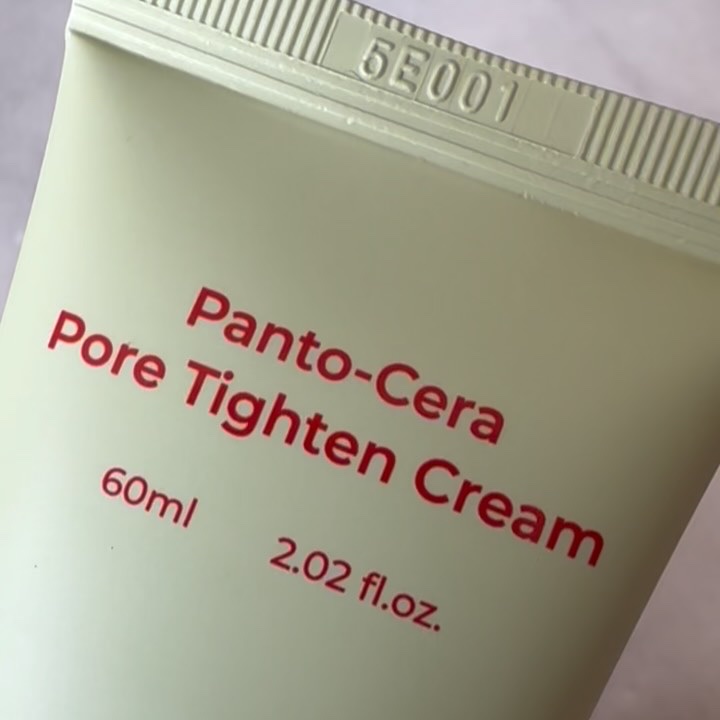 5E001
Panto-Cera
Pore Tighten Cream
60ml 2.02 fl.oz.